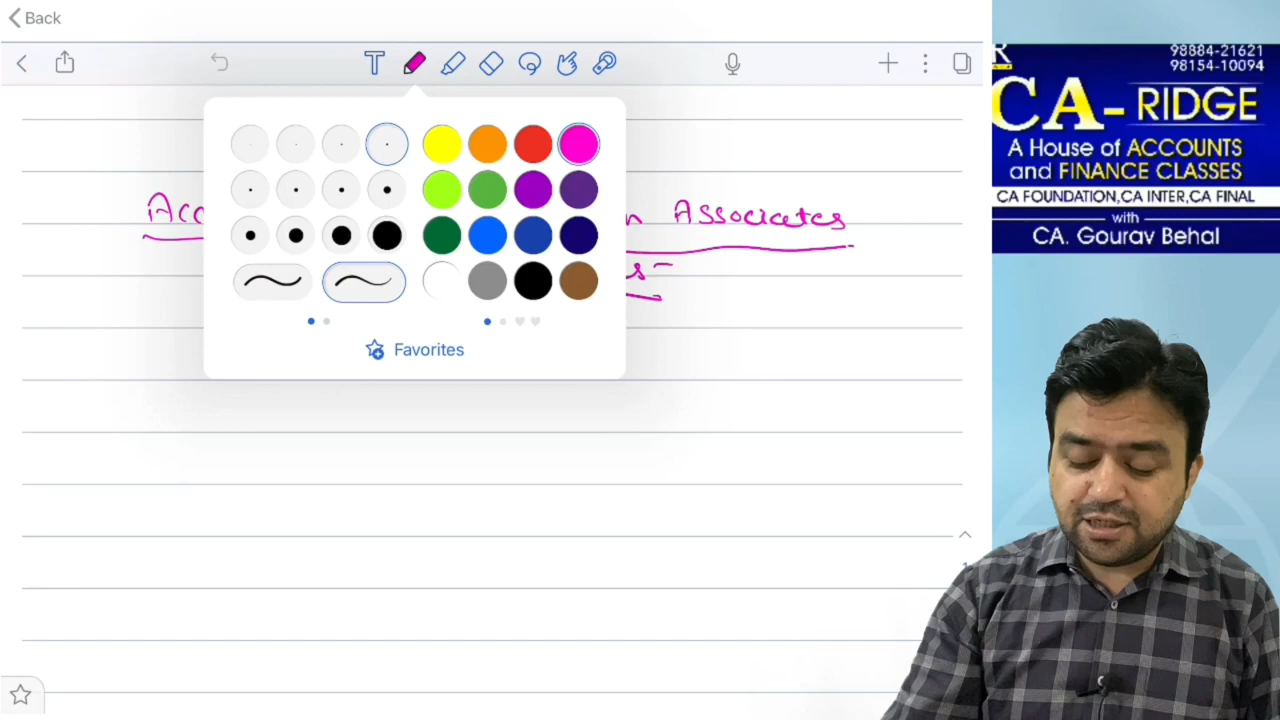 Back
T
98884-21621
98154-10094
CA-RIDGE
A House of ACCOUNTS
and FINANCE CLASSES
CA FOUNDATION,CA INTER,CA FINAL
with
CA. Gourav Behal
Acc
n Associates
s
Favorites